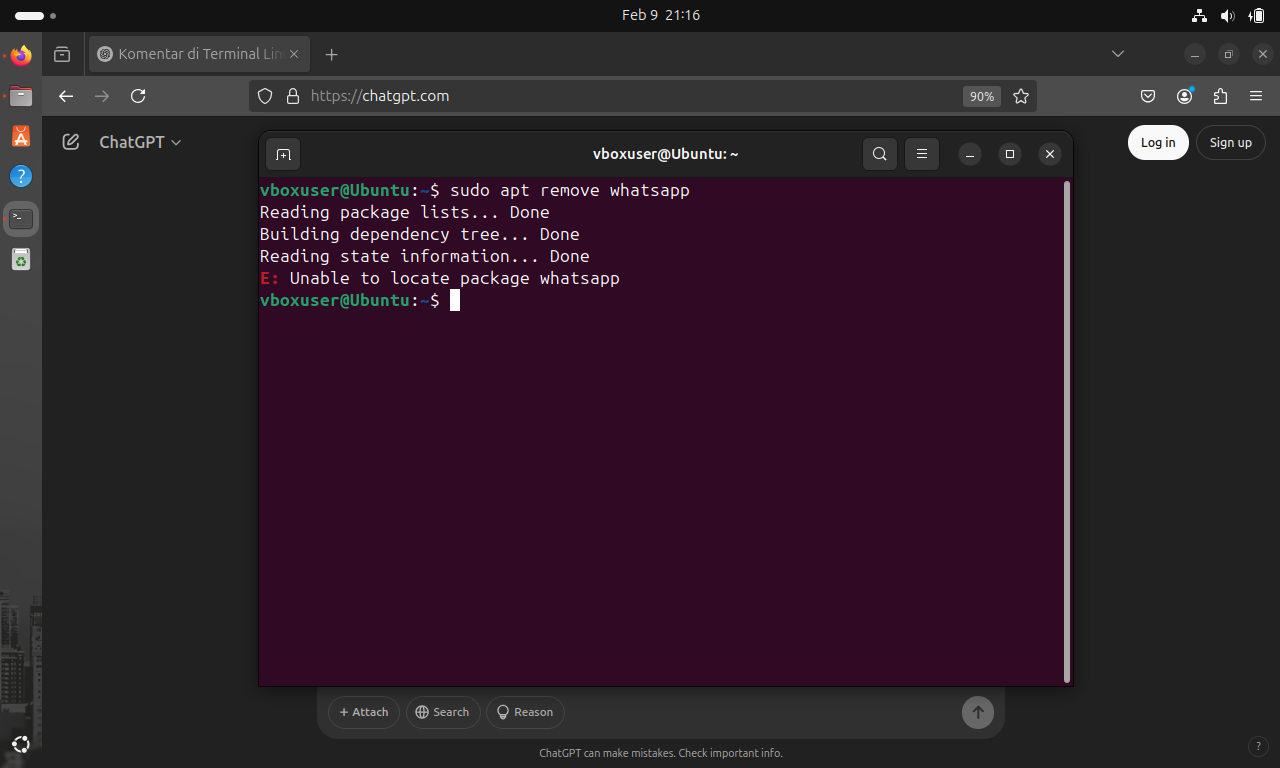 Feb 9 21:16
Komentar di Terminal Lin
https://chatgpt.com
90%
ChatGPT
Log in
Sign up
vboxuser@Ubuntu: ~
vboxuser@Ubuntu:~$ sudo apt remove whatsapp
Reading package lists... Done
Building dependency tree... Done
Reading state information... Done
E: Unable to locate package whatsapp
vboxuser@Ubuntu:~$
+ Attach
Search
Reason
ChatGPT can make mistakes. Check important info.
?